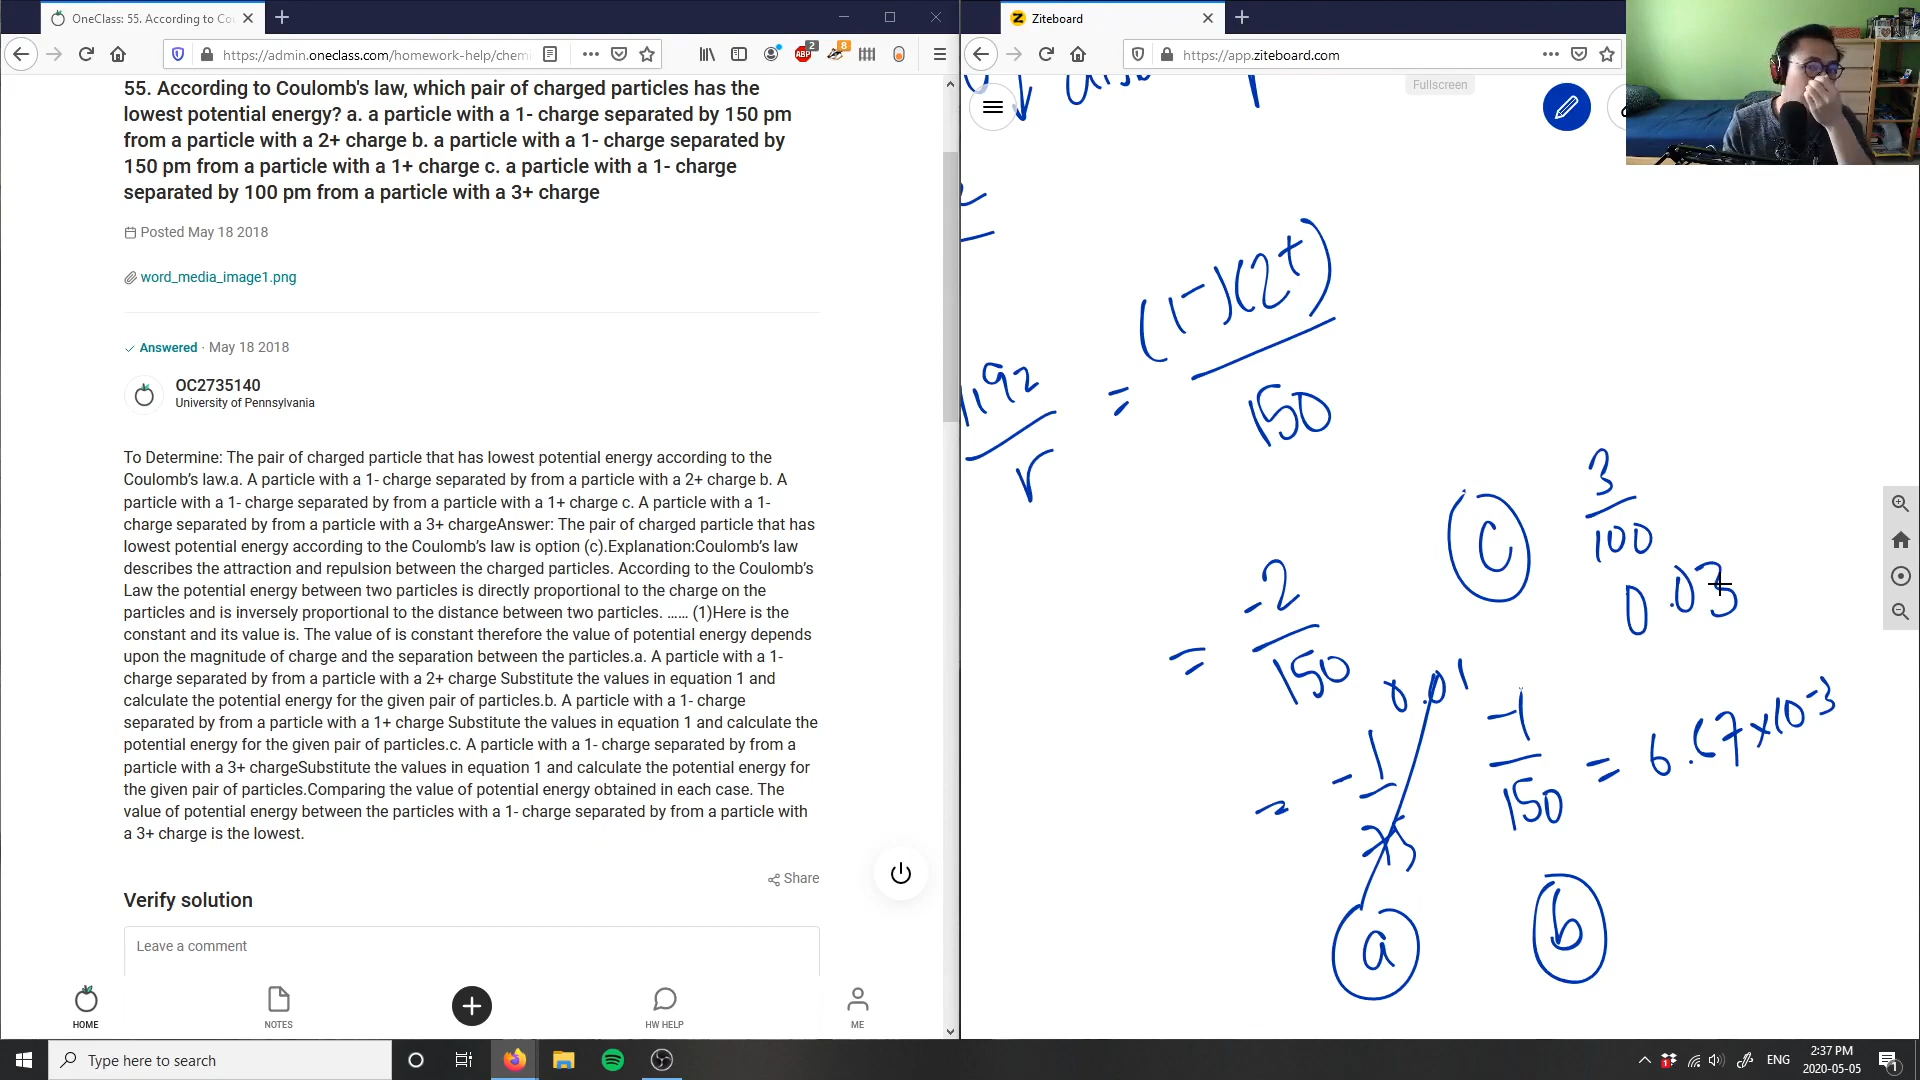 OneClass: 55. According to Cou
Ziteboard
https://admin.oneclass.com/homework-help/chemi
2
8
https://app.ziteboard.com
Fullscreen
55. According to Coulomb's law, which pair of charged particles has the
lowest potential energy? a. a particle with a 1- charge separated by 150 pm
from a particle with a 2+ charge b. a particle with a 1- charge separated by
150 pm from a particle with a 1+ charge c. a particle with a 1- charge
separated by 100 pm from a particle with a 3+ charge
Posted May 18 2018
word_media_image1.png
Answered · May 18 2018
OC2735140
University of Pennsylvania
To Determine: The pair of charged particle that has lowest potential energy according to the
Coulomb's law.a. A particle with a 1- charge separated by from a particle with a 2+ charge b. A
particle with a 1- charge separated by from a particle with a 1+ charge c. A particle with a 1-
charge separated by from a particle with a 3+ chargeAnswer: The pair of charged particle that has
lowest potential energy according to the Coulomb's law is option (c).Explanation:Coulomb's law
describes the attraction and repulsion between the charged particles. According to the Coulomb's
Law the potential energy between two particles is directly proportional to the charge on the
particles and is inversely proportional to the distance between two particles. ...... (1)Here is the
constant and its value is. The value of is constant therefore the value of potential energy depends
upon the magnitude of charge and the separation between the particles.a. A particle with a 1-
charge separated by from a particle with a 2+ charge Substitute the values in equation 1 and
calculate the potential energy for the given pair of particles.b. A particle with a 1- charge
separated by from a particle with a 1+ charge Substitute the values in equation 1 and calculate the
potential energy for the given pair of particles.c. A particle with a 1- charge separated by from a
particle with a 3+ chargeSubstitute the values in equation 1 and calculate the potential energy for
the given pair of particles.Comparing the value of potential energy obtained in each case. The
value of potential energy between the particles with a 1- charge separated by from a particle with
a 3+ charge is the lowest.
Share
Verify solution
Leave a comment
HOME
NOTES
HW HELP
ME
q2
r
=
(1-)(2+)
150
= -2
150
= -1
75
0.01
a
-1
150
= 6.67×10-3
b
c
3
100
0.03
Type here to search
ENG
2:37 PM
2020-05-05
1